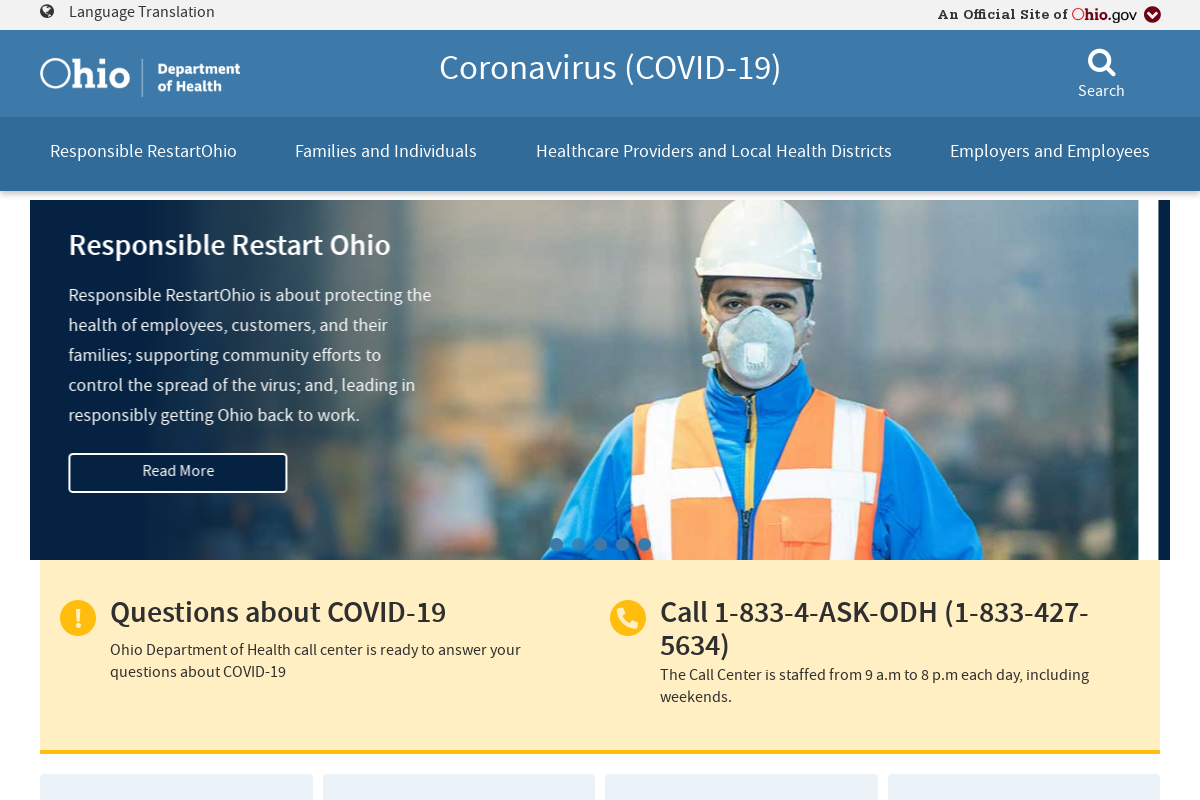 Language Translation
An Official Site of Ohio.gov
Ohio
Department
of Health
Coronavirus (COVID-19)
Search
Responsible RestartOhio
Families and Individuals
Healthcare Providers and Local Health Districts
Employers and Employees
Responsible Restart Ohio
Responsible RestartOhio is about protecting the
health of employees, customers, and their
families; supporting community efforts to
control the spread of the virus; and, leading in
responsibly getting Ohio back to work.
Read More
Questions about COVID-19
Ohio Department of Health call center is ready to answer your
questions about COVID-19
Call 1-833-4-ASK-ODH (1-833-427-
5634)
The Call Center is staffed from 9 a.m to 8 p.m each day, including
weekends.